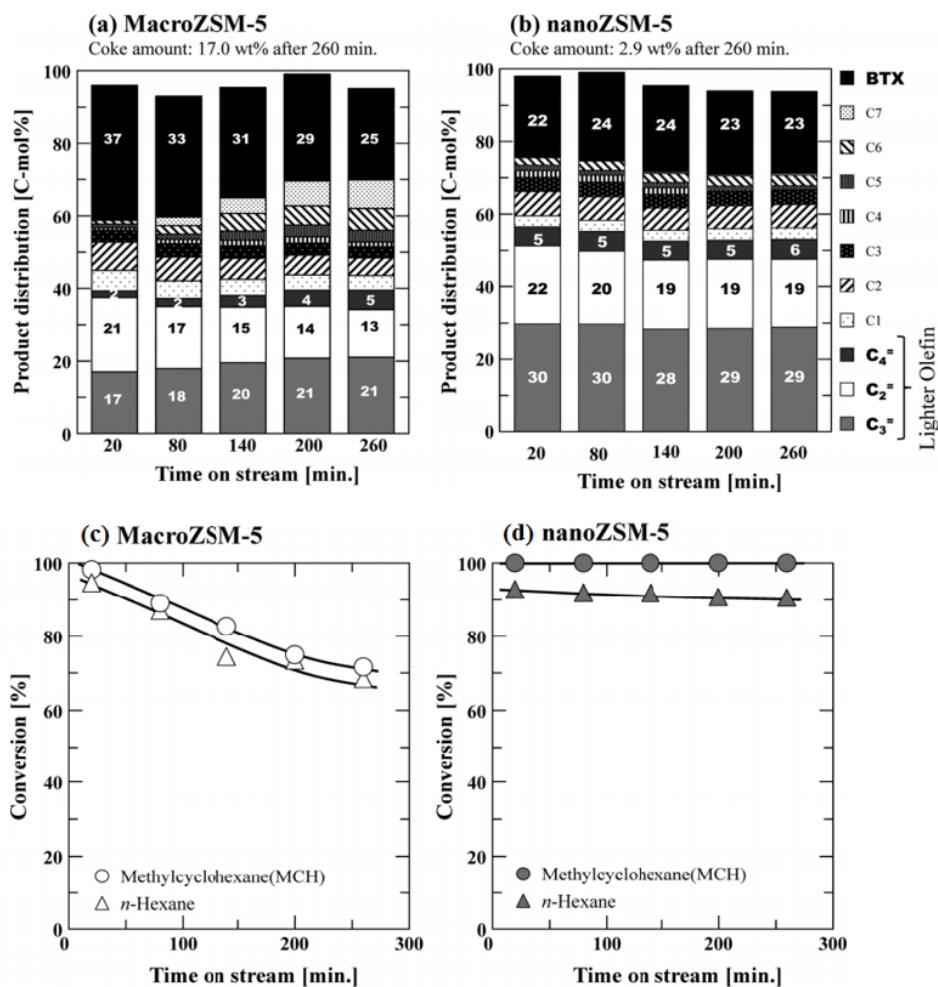 (a) MacroZSM-5
Coke amount: 17.0 wt% after 260 min.
Product distribution [C-mol%]
100
80
60
40
20
0
37 33 31 29 25
2 2 3 4 5
21 17 15 14 13
17 18 20 21 21
20 80 140 200 260
Time on stream [min.]
(b) nanoZSM-5
Coke amount: 2.9 wt% after 260 min.
Product distribution [C-mol%]
100
80
60
40
20
0
22 24 24 23 23
5 5 5 5 6
22 20 19 19 19
30 30 28 29 29
20 80 140 200 260
Time on stream [min.]
BTX
C7
C6
C5
C4
C3
C2
C1
C₄=
C₂=
C₃=
Lighter Olefin
(c) MacroZSM-5
Conversion [%]
100
80
60
40
20
0
Methylcyclohexane(MCH)
n-Hexane
0 100 200 300
Time on stream [min.]
(d) nanoZSM-5
Conversion [%]
100
80
60
40
20
0
Methylcyclohexane(MCH)
n-Hexane
0 100 200 300
Time on stream [min.]